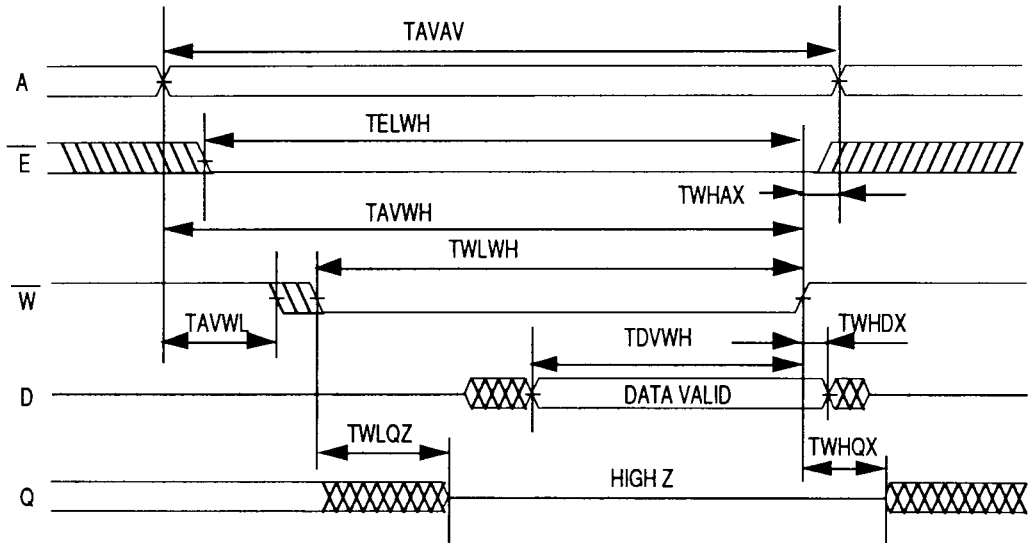 TAVAV
A
TELWH
E
TWHAX
TAVWH
TWLWH
W
TAVWL
TDVWH
TWHDX
D
DATA VALID
TWLQZ
TWHQX
Q
HIGH Z